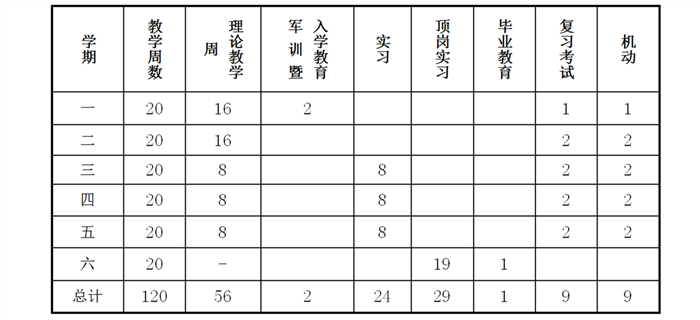 学期 教学周数 理论教学周 入学教育军训暨 实习 顶岗实习 毕业教育 复习考试 机动
一 20 16 2 1 1
二 20 16 2 2
三 20 8 8 2 2
四 20 8 8 2 2
五 20 8 8 2 2
六 20 - 19 1
总计 120 56 2 24 29 1 9 9